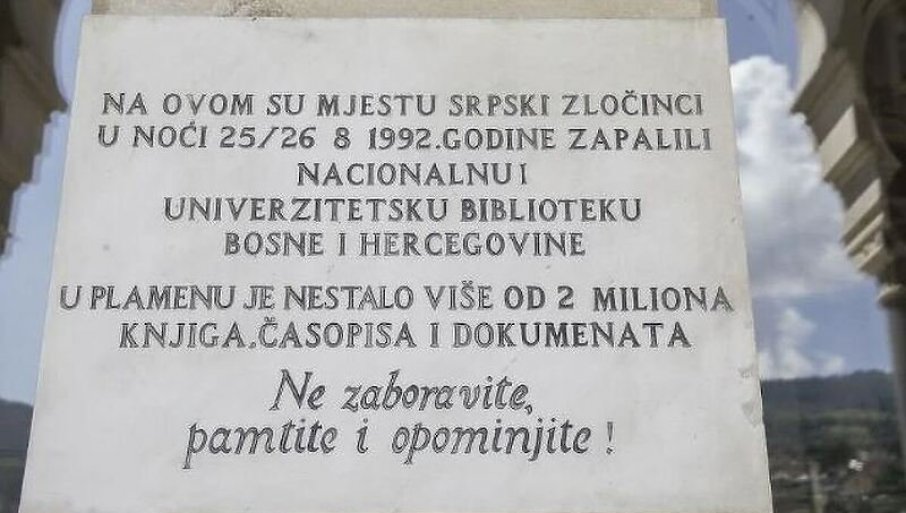 NA OVOM SU MJESTU SRPSKI ZLOČINCI
U NOĆI 25/26 8 1992.GODINE ZAPALILI
NACIONALNU I
UNIVERZITETSKU BIBLIOTEKU
BOSNE I HERCEGOVINE
U PLAMENU JE NESTALO VIŠE OD 2 MILIONA
KNJIGA,ČASOPISA I DOKUMENATA
Ne zaboravite,
pamtite i opominjite !